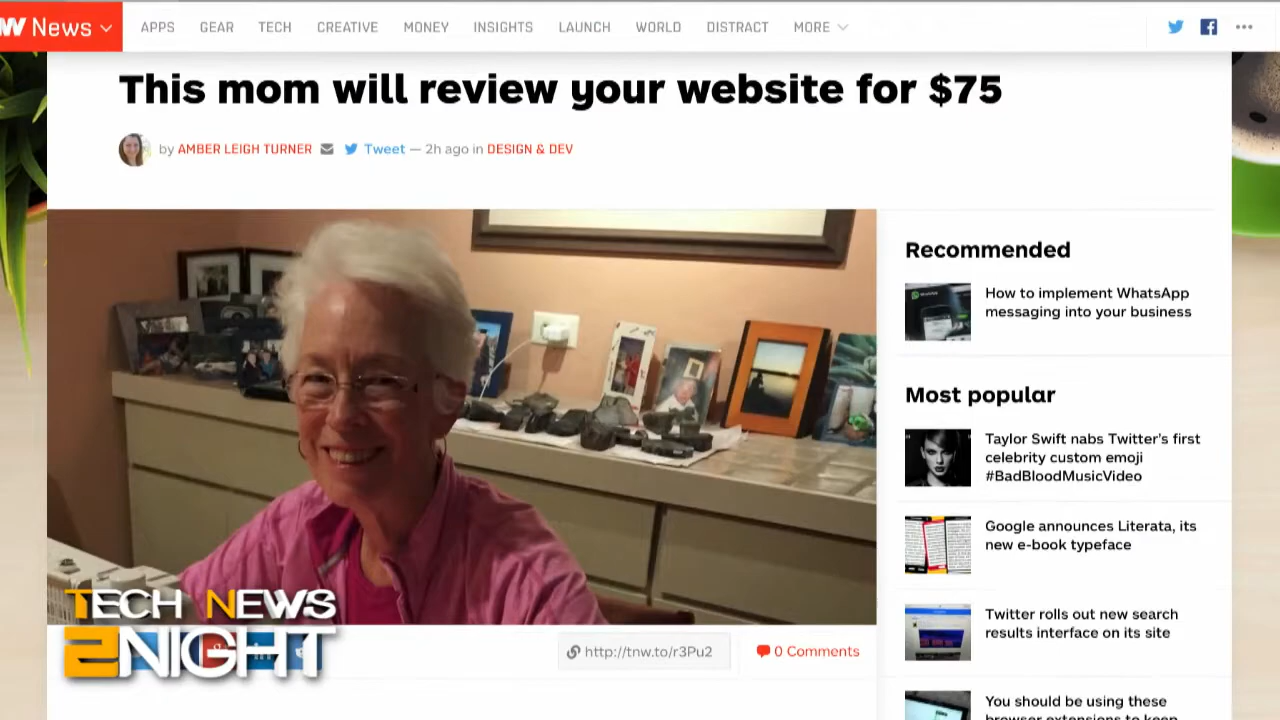 W News
APPS GEAR TECH CREATIVE MONEY INSIGHTS LAUNCH WORLD DISTRACT MORE
This mom will review your website for $75
by AMBER LEIGH TURNER Tweet — 2h ago in DESIGN & DEV
Recommended
How to implement WhatsApp
messaging into your business
Most popular
Taylor Swift nabs Twitter's first
celebrity custom emoji
#BadBloodMusicVideo
Google announces Literata, its
new e-book typeface
Twitter rolls out new search
results interface on its site
You should be using these
browser extensions to keep
TECH NEWS
2NIGHT
http://tnw.to/r3Pu2
0 Comments